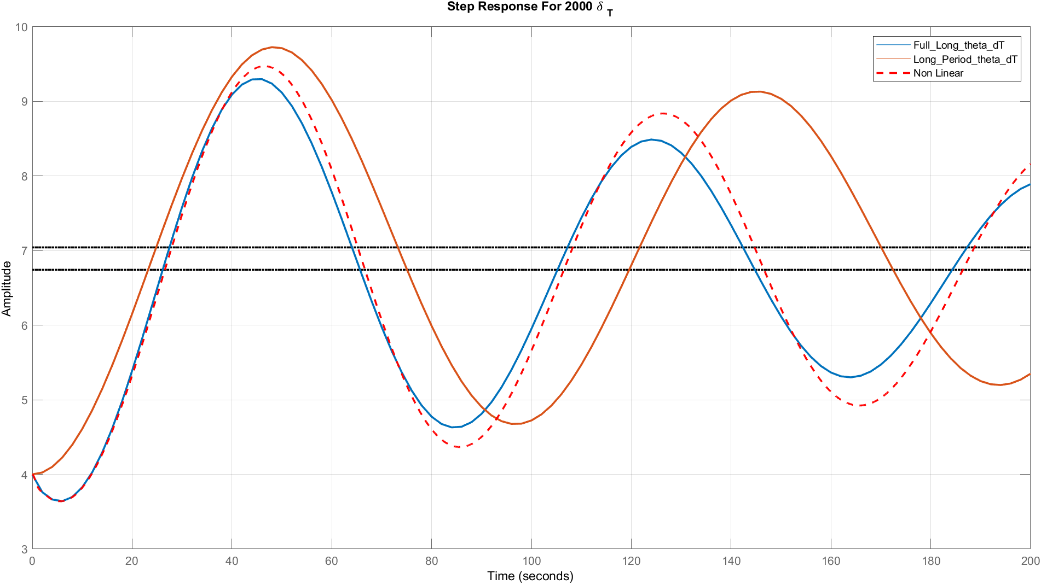 Step Response For 2000 δ T
Full_Long_theta_dT
Long_Period_theta_dT
Non Linear
Amplitude
10
9
8
7
6
5
4
3
0 20 40 60 80 100 120 140 160 180 200
Time (seconds)